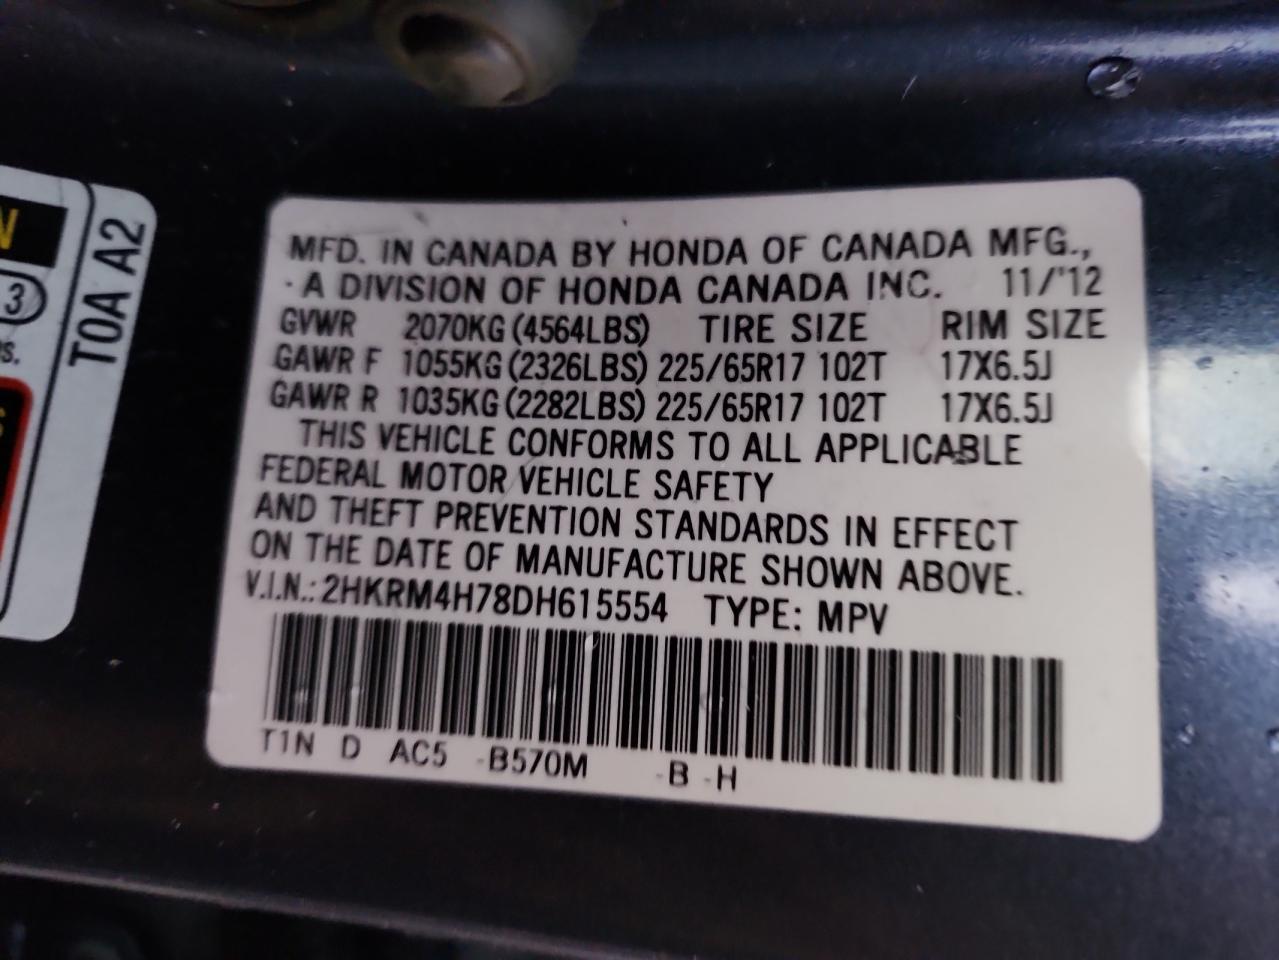 N
3
S.
S
T0A A2
MFD. IN CANADA BY HONDA OF CANADA MFG.,
A DIVISION OF HONDA CANADA INC. 11/'12
GVWR 2070KG (4564LBS) TIRE SIZE RIM SIZE
GAWR F 1055KG (2326LBS) 225/65R17 102T 17X6.5J
GAWR R 1035KG (2282LBS) 225/65R17 102T 17X6.5J
THIS VEHICLE CONFORMS TO ALL APPLICABLE
FEDERAL MOTOR VEHICLE SAFETY
AND THEFT PREVENTION STANDARDS IN EFFECT
ON THE DATE OF MANUFACTURE SHOWN ABOVE.
V.I.N.: 2HKRM4H78DH615554 TYPE: MPV
T1N D AC5 -B570M -B -H